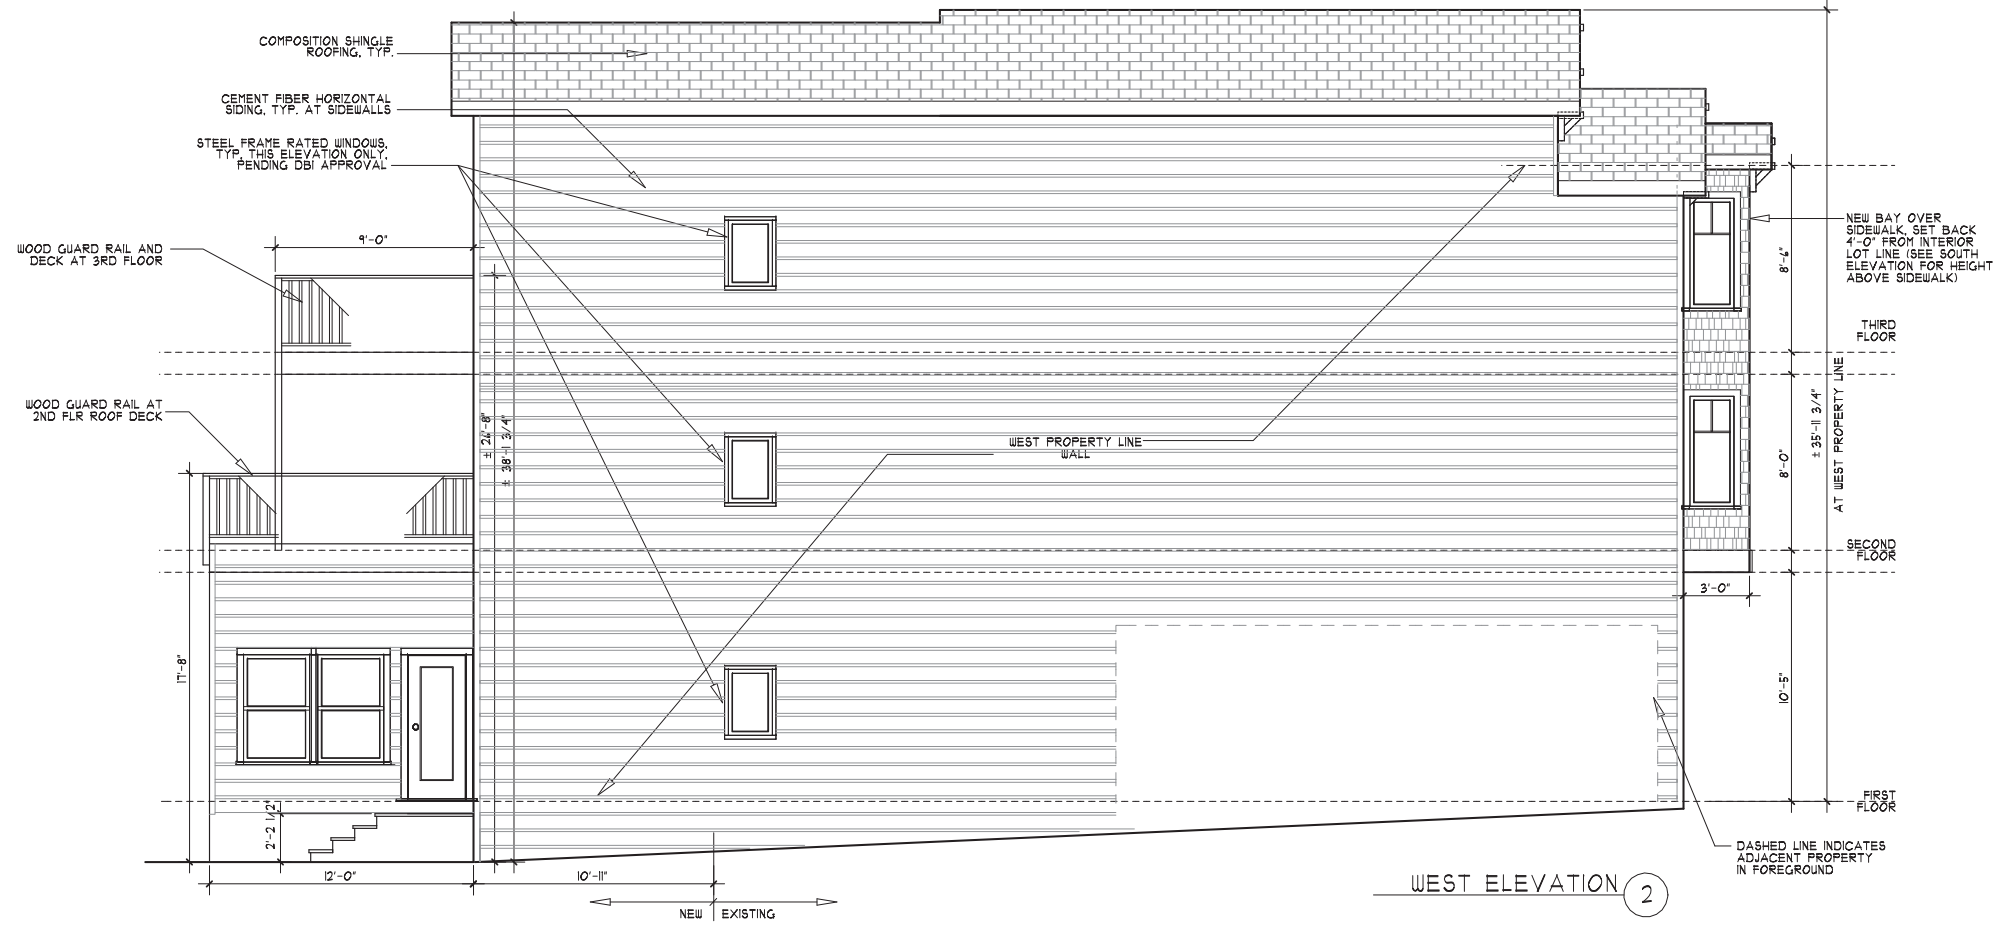 COMPOSITION SHINGLE
ROOFING, TYP.
CEMENT FIBER HORIZONTAL
SIDING, TYP. AT SIDEWALLS
STEEL FRAME RATED WINDOWS,
TYP. THIS ELEVATION ONLY,
PENDING DBI APPROVAL
WOOD GUARD RAIL AND
DECK AT 3RD FLOOR
9'-0"
NEW BAY OVER
SIDEWALK, SET BACK
4'-0" FROM INTERIOR
LOT LINE (SEE SOUTH
ELEVATION FOR HEIGHT
ABOVE SIDEWALK)
8'-6"
THIRD
FLOOR
WOOD GUARD RAIL AT
2ND FLR ROOF DECK
± 26'-8"
± 38'-11 3/4"
WEST PROPERTY LINE
WALL
8'-0"
± 35'-11 3/4"
AT WEST PROPERTY LINE
SECOND
FLOOR
3'-0"
17'-8"
10'-5"
2'-2 1/2"
FIRST
FLOOR
DASHED LINE INDICATES
ADJACENT PROPERTY
IN FOREGROUND
12'-0"
10'-11"
NEW
EXISTING
WEST ELEVATION 2